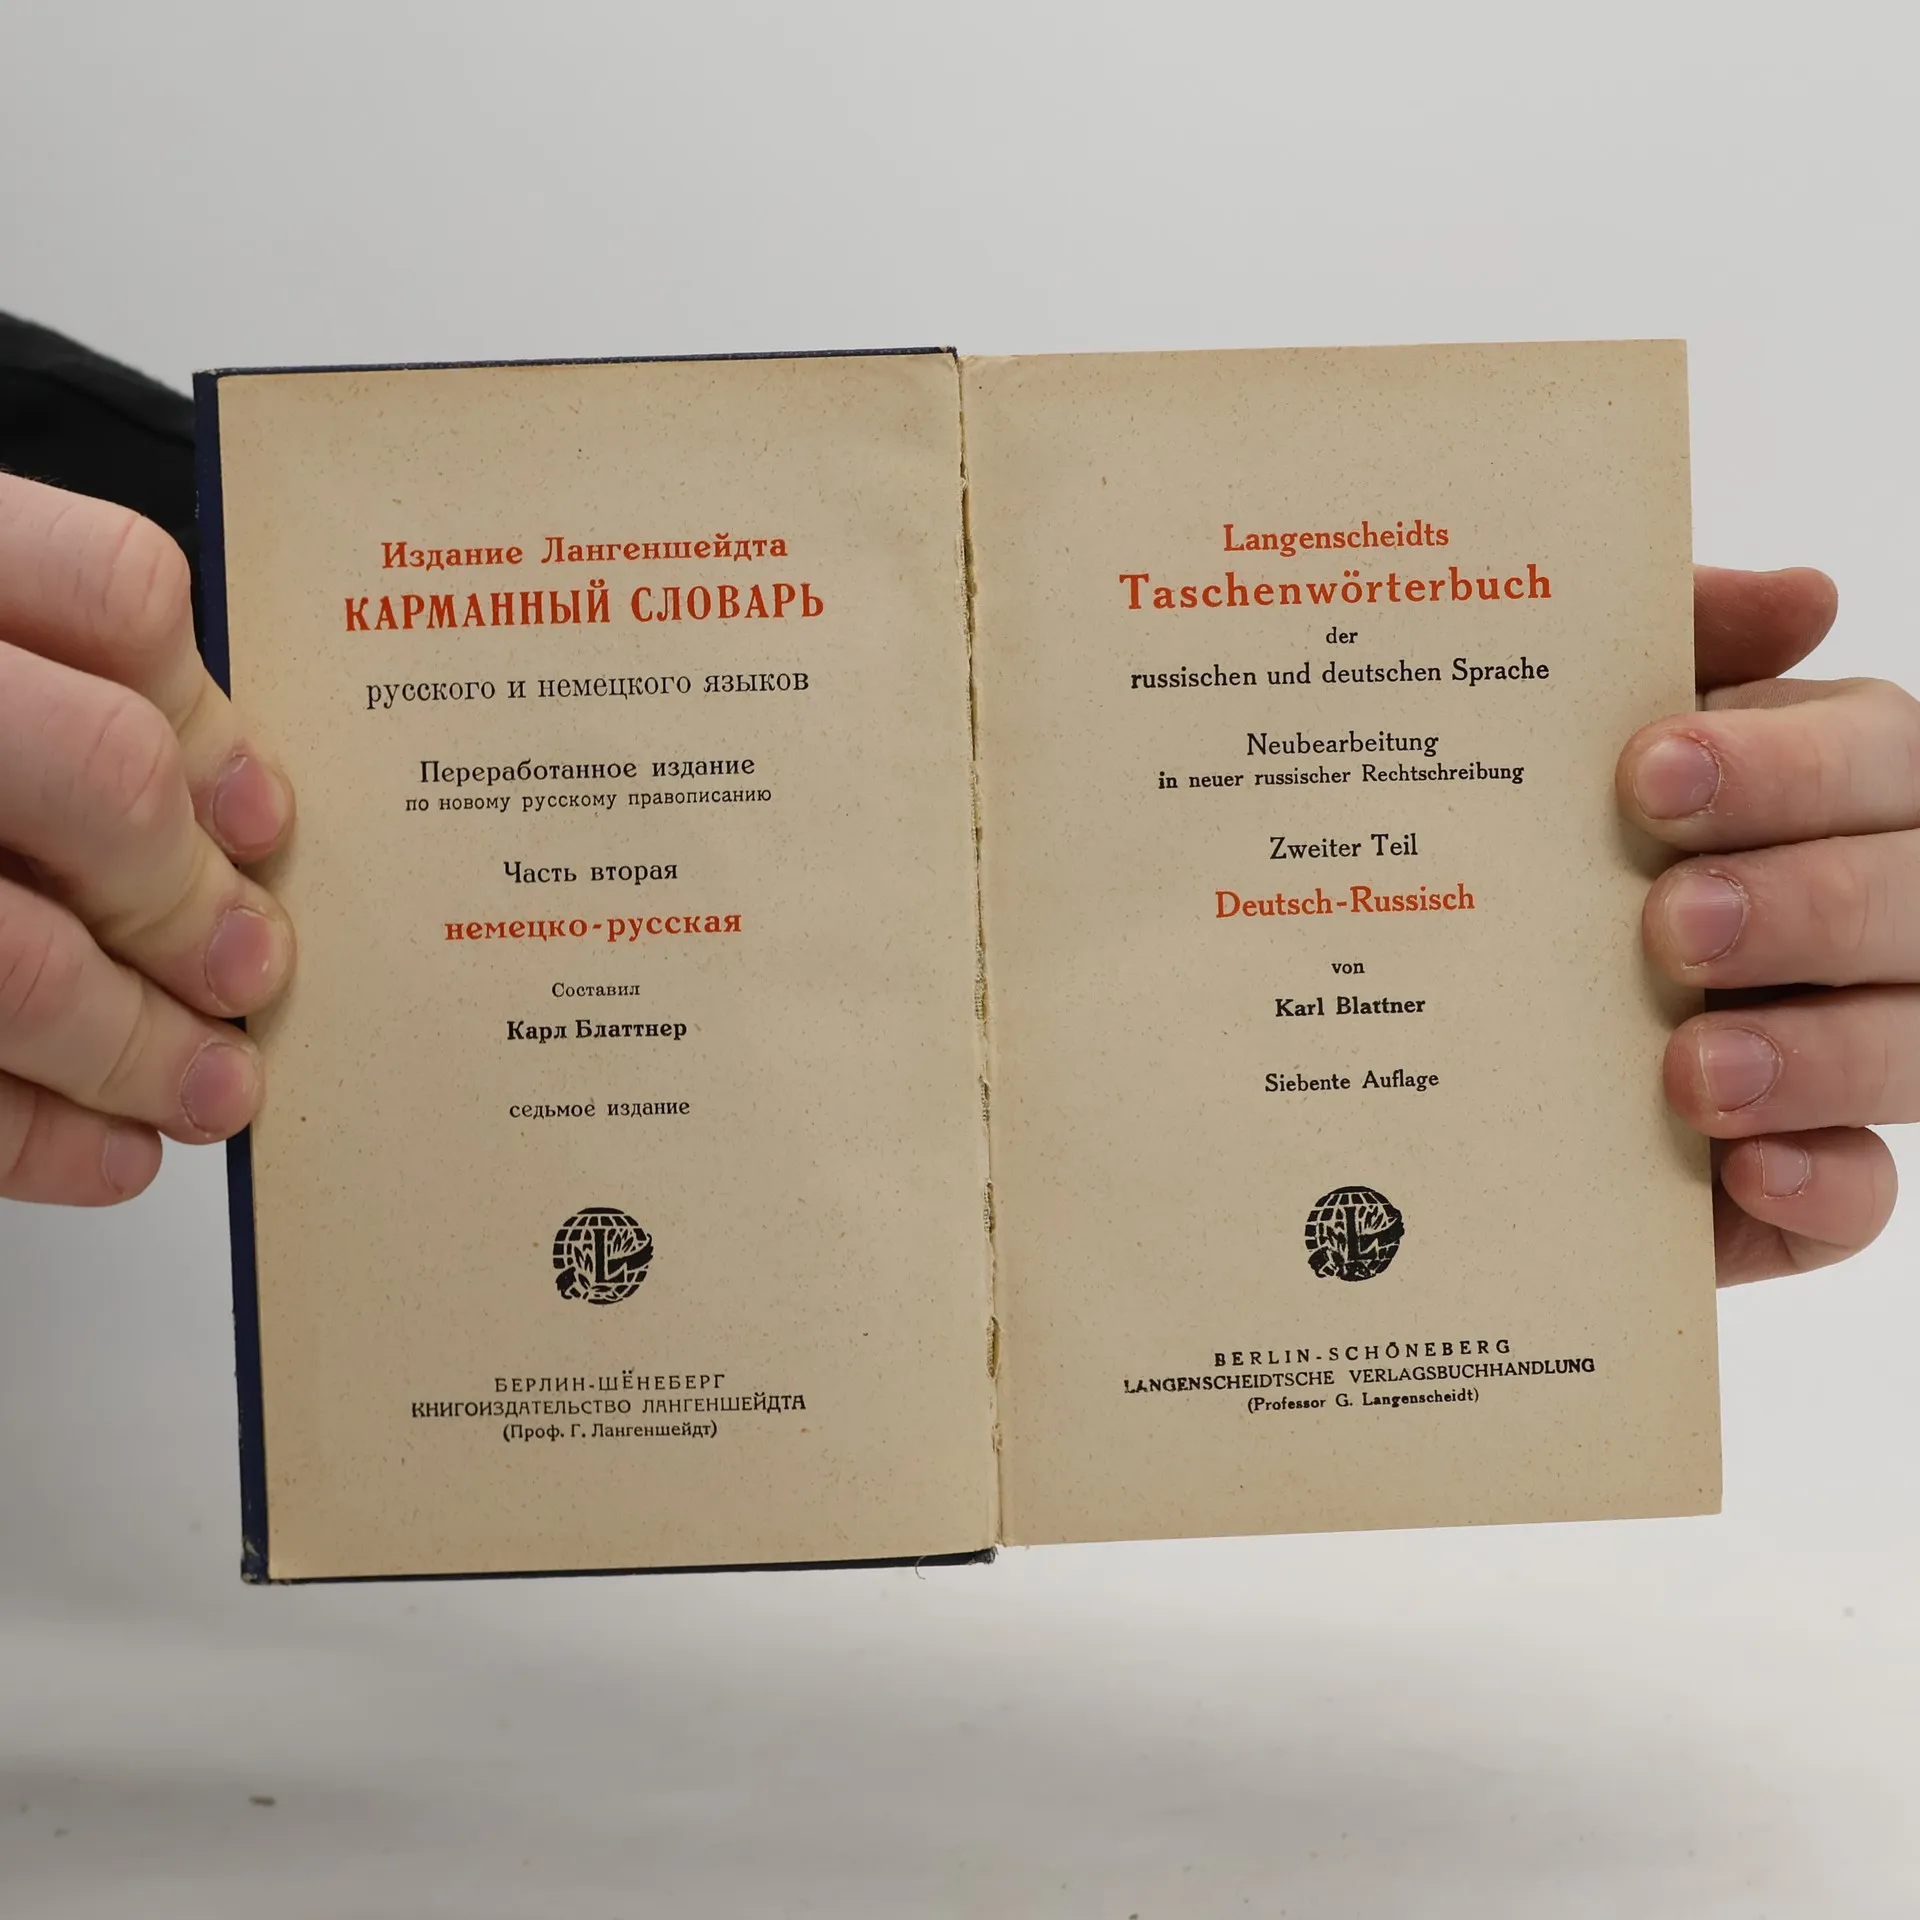 Издание Лангеншейдта
КАРМАННЫЙ СЛОВАРЬ
русского и немецкого языков
Переработанное издание
по новому русскому правописанию
Часть вторая
немецко-русская
Составил
Карл Блаттнер
седьмое издание
L
БЕРЛИН-ШЁНЕБЕРГ
КНИГОИЗДАТЕЛЬСТВО ЛАНГЕНШЕЙДТА
(Проф. Г. Лангеншейдт)
Langenscheidts
Taschenwörterbuch
der
russischen und deutschen Sprache
Neubearbeitung
in neuer russischer Rechtschreibung
Zweiter Teil
Deutsch-Russisch
von
Karl Blattner
Siebente Auflage
L
BERLIN-SCHÖNEBERG
LANGENSCHEIDTSCHE VERLAGSBUCHHANDLUNG
(Professor G. Langenscheidt)